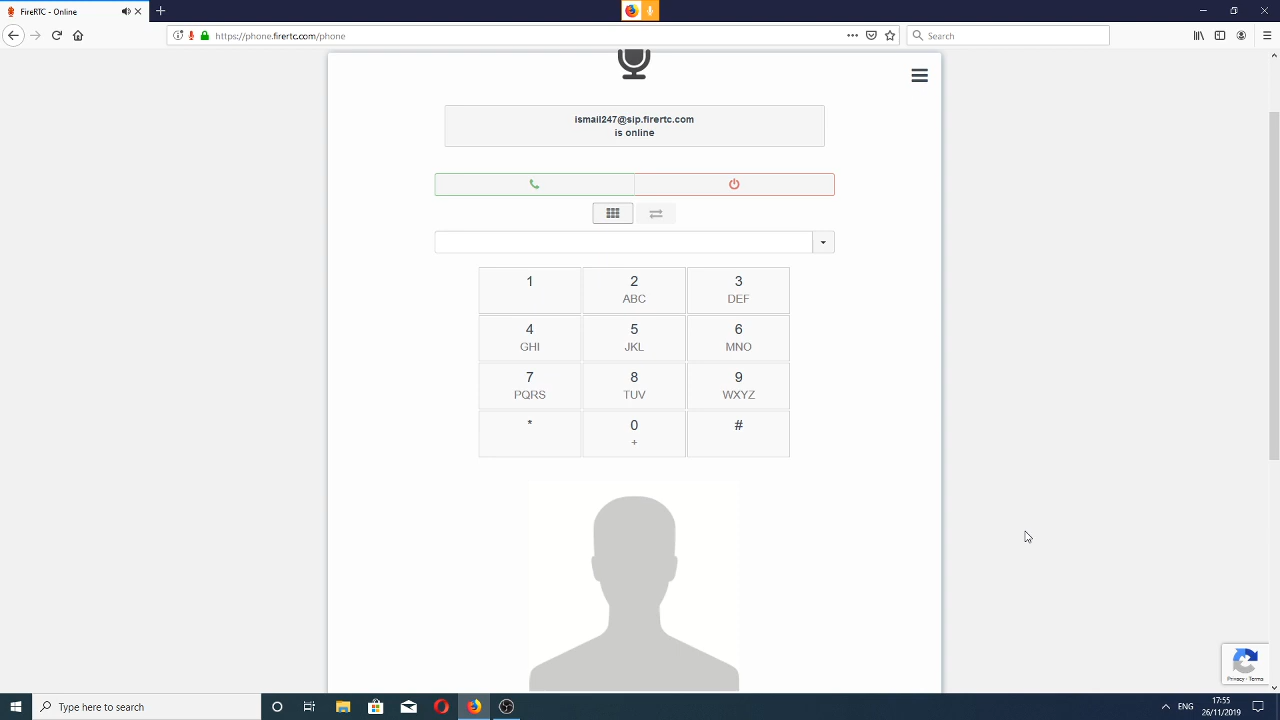 FireRTC - Online
https://phone.firertc.com/phone
Search
ismail247@sip.firertc.com
is online
1
2
ABC
3
DEF
4
GHI
5
JKL
6
MNO
7
PQRS
8
TUV
9
WXYZ
*
0
+
#
Privacy - Terms
Type here to search
ENG
17:55
26/11/2019